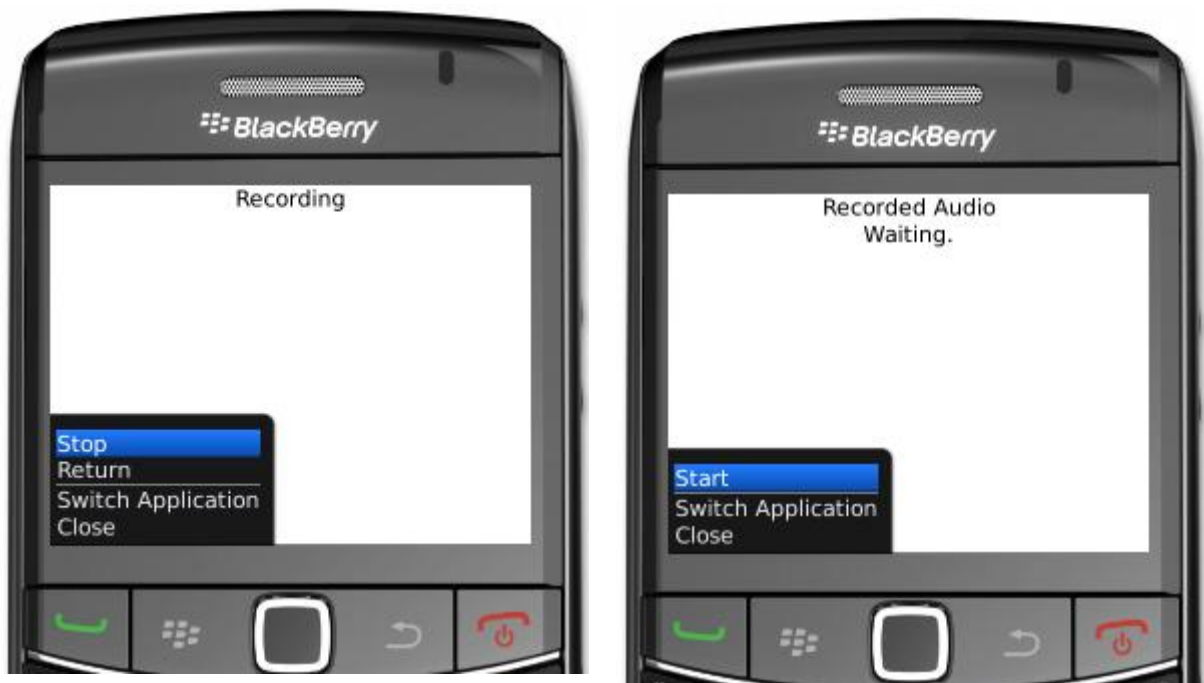 BlackBerry
Recording
Stop
Return
Switch Application
Close
BlackBerry
Recorded Audio
Waiting.
Start
Switch Application
Close